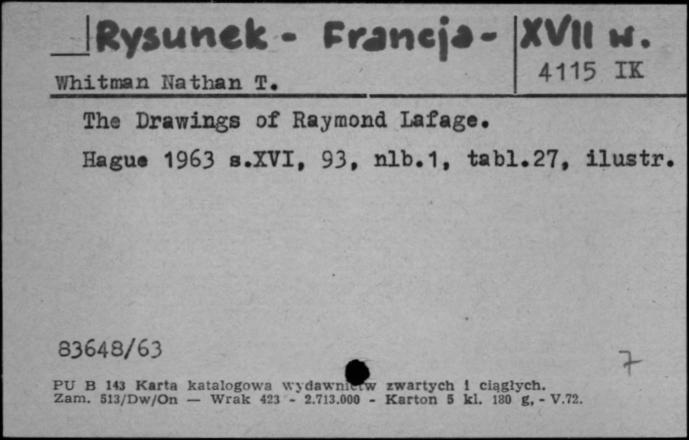 Rysunek - Francja - XVII w.
Whitman Nathan T.
4115 IK
The Drawings of Raymond Lafage.
Hague 1963 s.XVI, 93, nlb.1, tabl.27, ilustr.
83648/63
7
PU B 143 Karta katalogowa wydawnictw zwartych i ciągłych.
Zam. 513/Dw/On — Wrak 423 - 2.713.000 - Karton 5 kl. 180 g, - V.72.